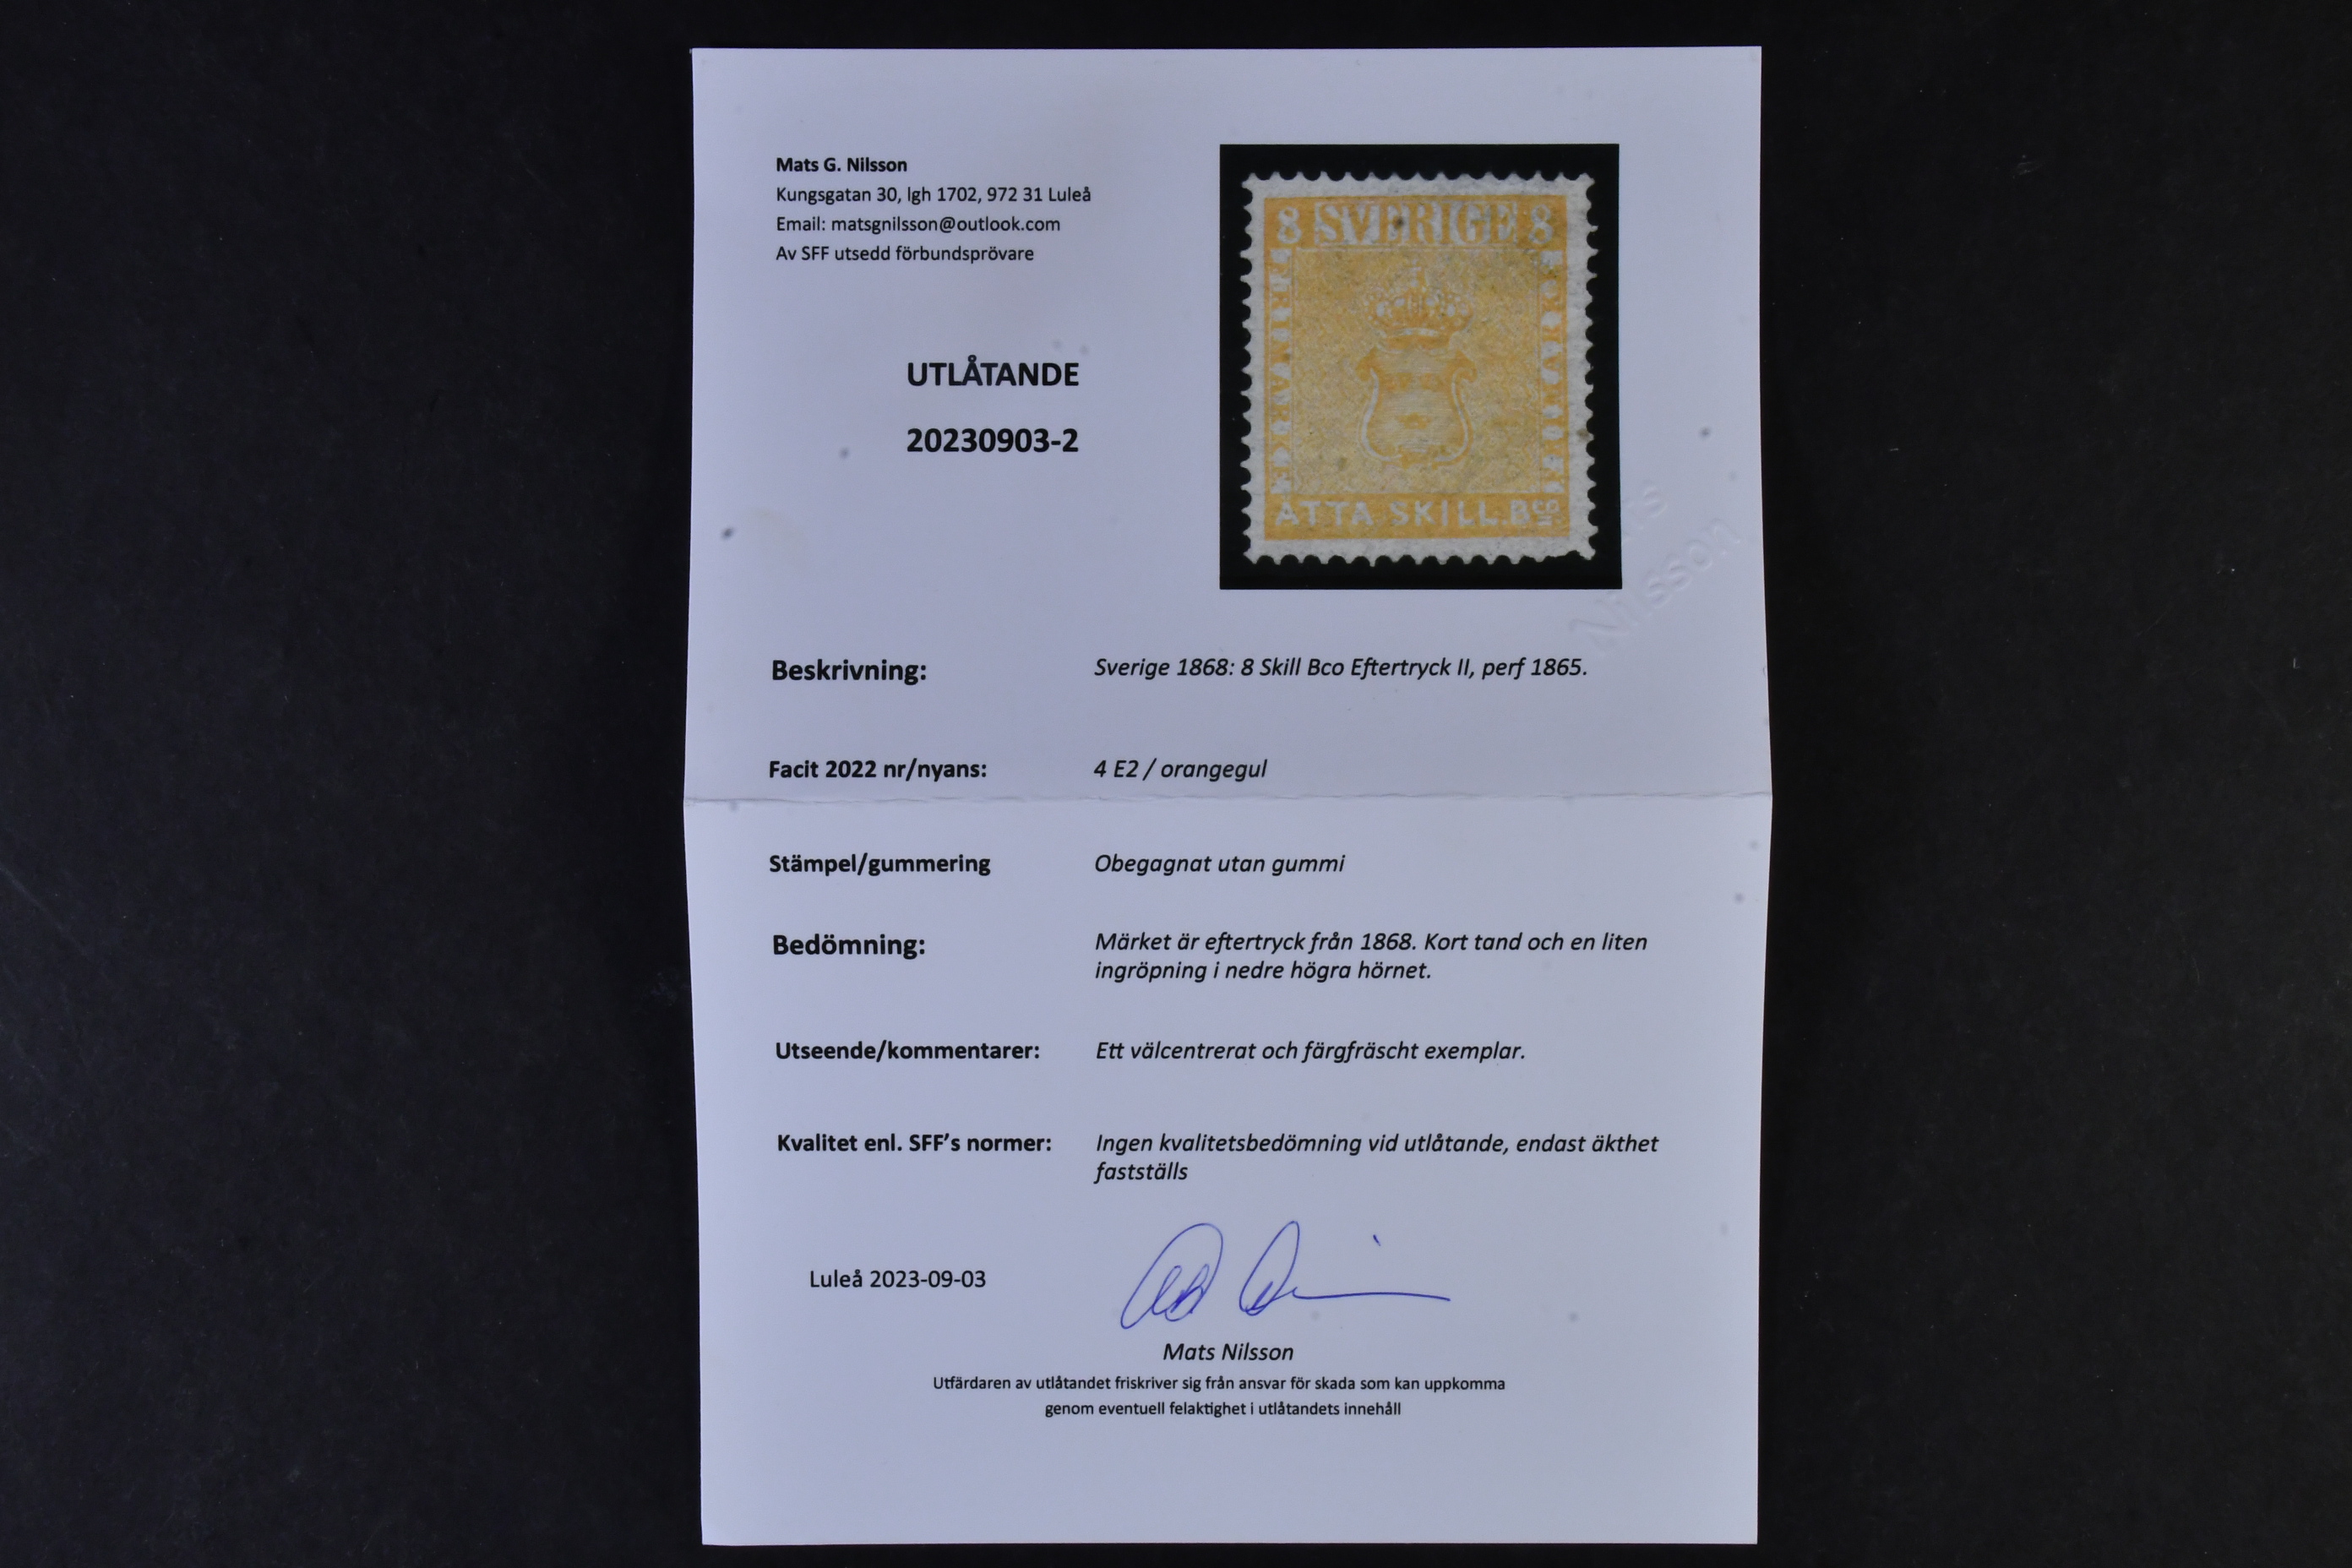 Mats G. Nilsson
Kungsgatan 30, lgh 1702, 972 31 Luleå
Email: matsgnilsson@outlook.com
Av SFF utsedd förbundsprövare
UTLÅTANDE
20230903-2
8 SVERIGE 8
ÅTTA SKILL. Bco
Nilsson
Beskrivning: Sverige 1868: 8 Skill Bco Eftertryck II, perf 1865.
Facit 2022 nr/nyans: 4 E2 / orangegul
Stämpel/gummering Obegagnat utan gummi
Bedömning: Märket är eftertryck från 1868. Kort tand och en liten
ingröpning i nedre högra hörnet.
Utseende/kommentarer: Ett välcentrerat och färgfräscht exemplar.
Kvalitet enl. SFF’s normer: Ingen kvalitetsbedömning vid utlåtande, endast äkthet
fastställs
Luleå 2023-09-03
Mats Nilsson
Utfärdaren av utlåtandet friskriver sig från ansvar för skada som kan uppkomma
genom eventuell felaktighet i utlåtandets innehåll